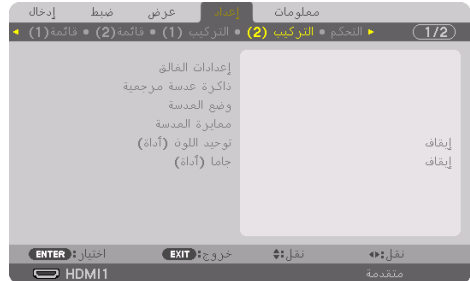 إدخال ضبط عرض إعداد معلومات
◄ قائمة(1) • قائمة(2) • التركيب (1) • التركيب (2) • التحكم ► 1/2
إعدادات الغالق
ذاكرة عدسة مرجعية
وضع العدسة
معايرة العدسة
توحيد اللون (أداة) إيقاف
جاما (أداة) إيقاف
ENTER: اختيار EXIT: خروج نقل: نقل:
HDMI1 متقدمة